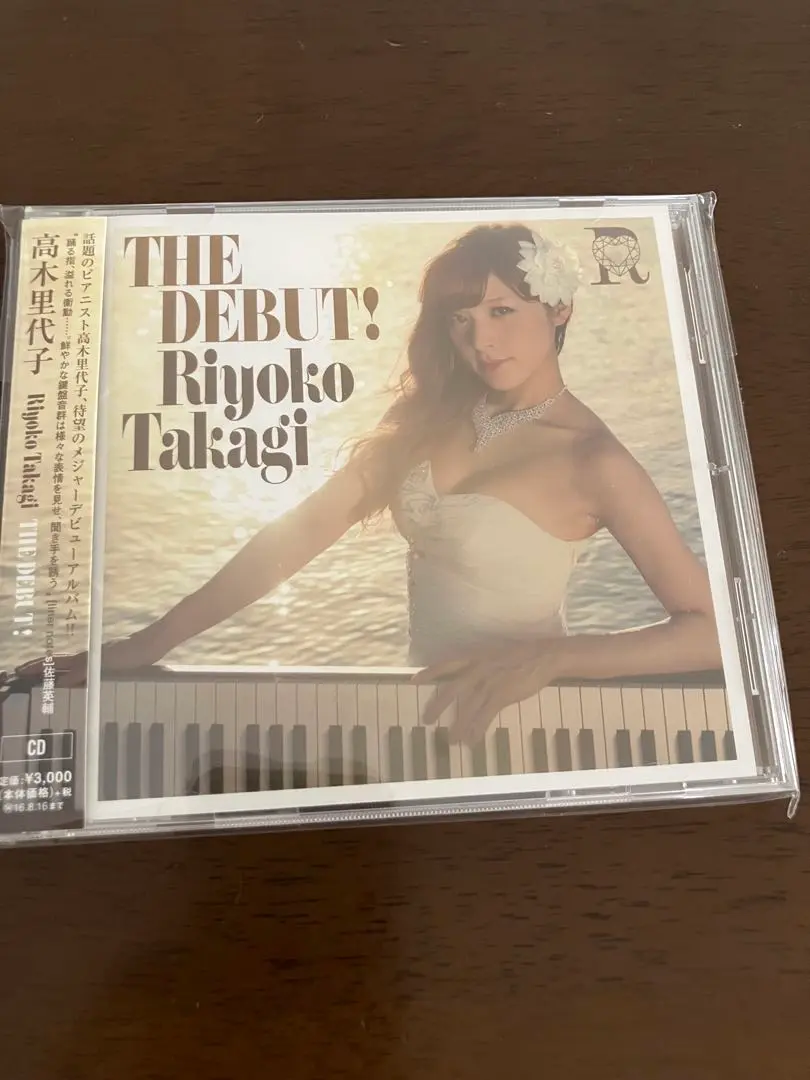 話題のピアニスト高木里代子、待望のメジャーデビューアルバム!!
“踊る指、溢れる衝動……”鮮やかな鍵盤音群は様々な表情を見せ、聞き手を誘う。[liner notes]佐藤英輔
高木里代子 Riyoko Takagi THE DEBUT!
CD
定価:¥3,000
(本体価格)+税
16.8.16まで
THE
DEBUT!
Riyoko
Takagi
R